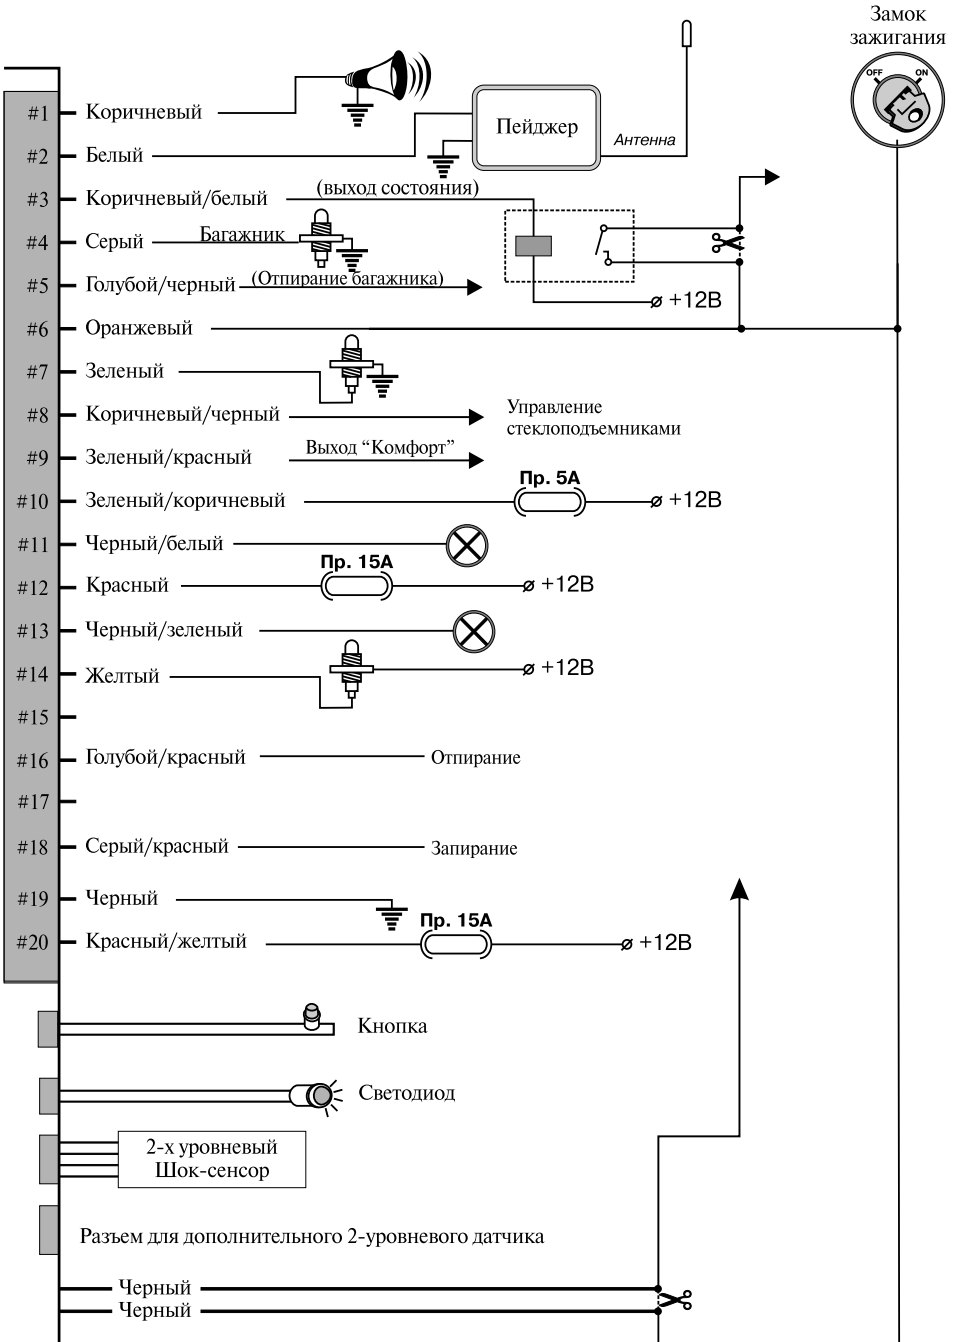 Замок
зажигания
OFF
ON
#1 Коричневый
Пейджер
Антенна
#2 Белый
#3 Коричневый/белый (выход состояния)
#4 Серый Багажник
#5 Голубой/черный (Отпирание багажника)
+12В
#6 Оранжевый
#7 Зеленый
#8 Коричневый/черный
Управление
стеклоподъемниками
#9 Зеленый/красный Выход “Комфорт”
Пр. 5А
#10 Зеленый/коричневый +12В
#11 Черный/белый
Пр. 15А
#12 Красный +12В
#13 Черный/зеленый
#14 Желтый +12В
#15
#16 Голубой/красный Отпирание
#17
#18 Серый/красный Запирание
#19 Черный
Пр. 15А
#20 Красный/желтый +12В
Кнопка
Светодиод
2-х уровневый
Шок-сенсор
Разъем для дополнительного 2-уровневого датчика
Черный
Черный